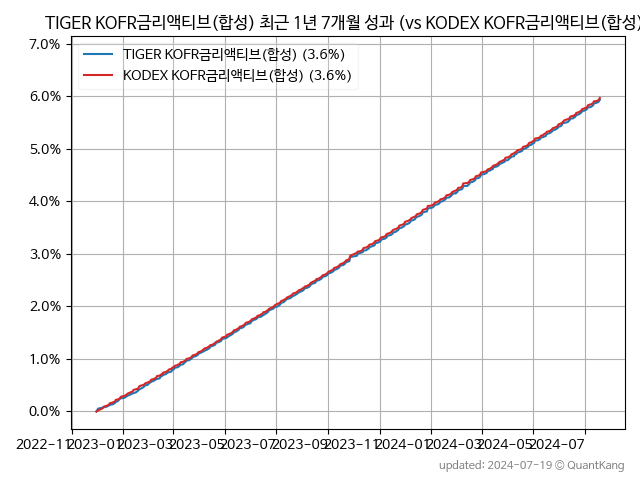 TIGER KOFR금리액티브(합성) 최근 1년 7개월 성과 (vs KODEX KOFR금리액티브(합성)
7.0%
TIGER KOFR금리액티브(합성) (3.6%)
KODEX KOFR금리액티브(합성) (3.6%)
6.0%
5.0%
4.0%
3.0%
2.0%
1.0%
0.0%
2022-11 2023-01 2023-03 2023-05 2023-07 2023-09 2023-11 2024-01 2024-03 2024-05 2024-07
updated: 2024-07-19 © QuantKang